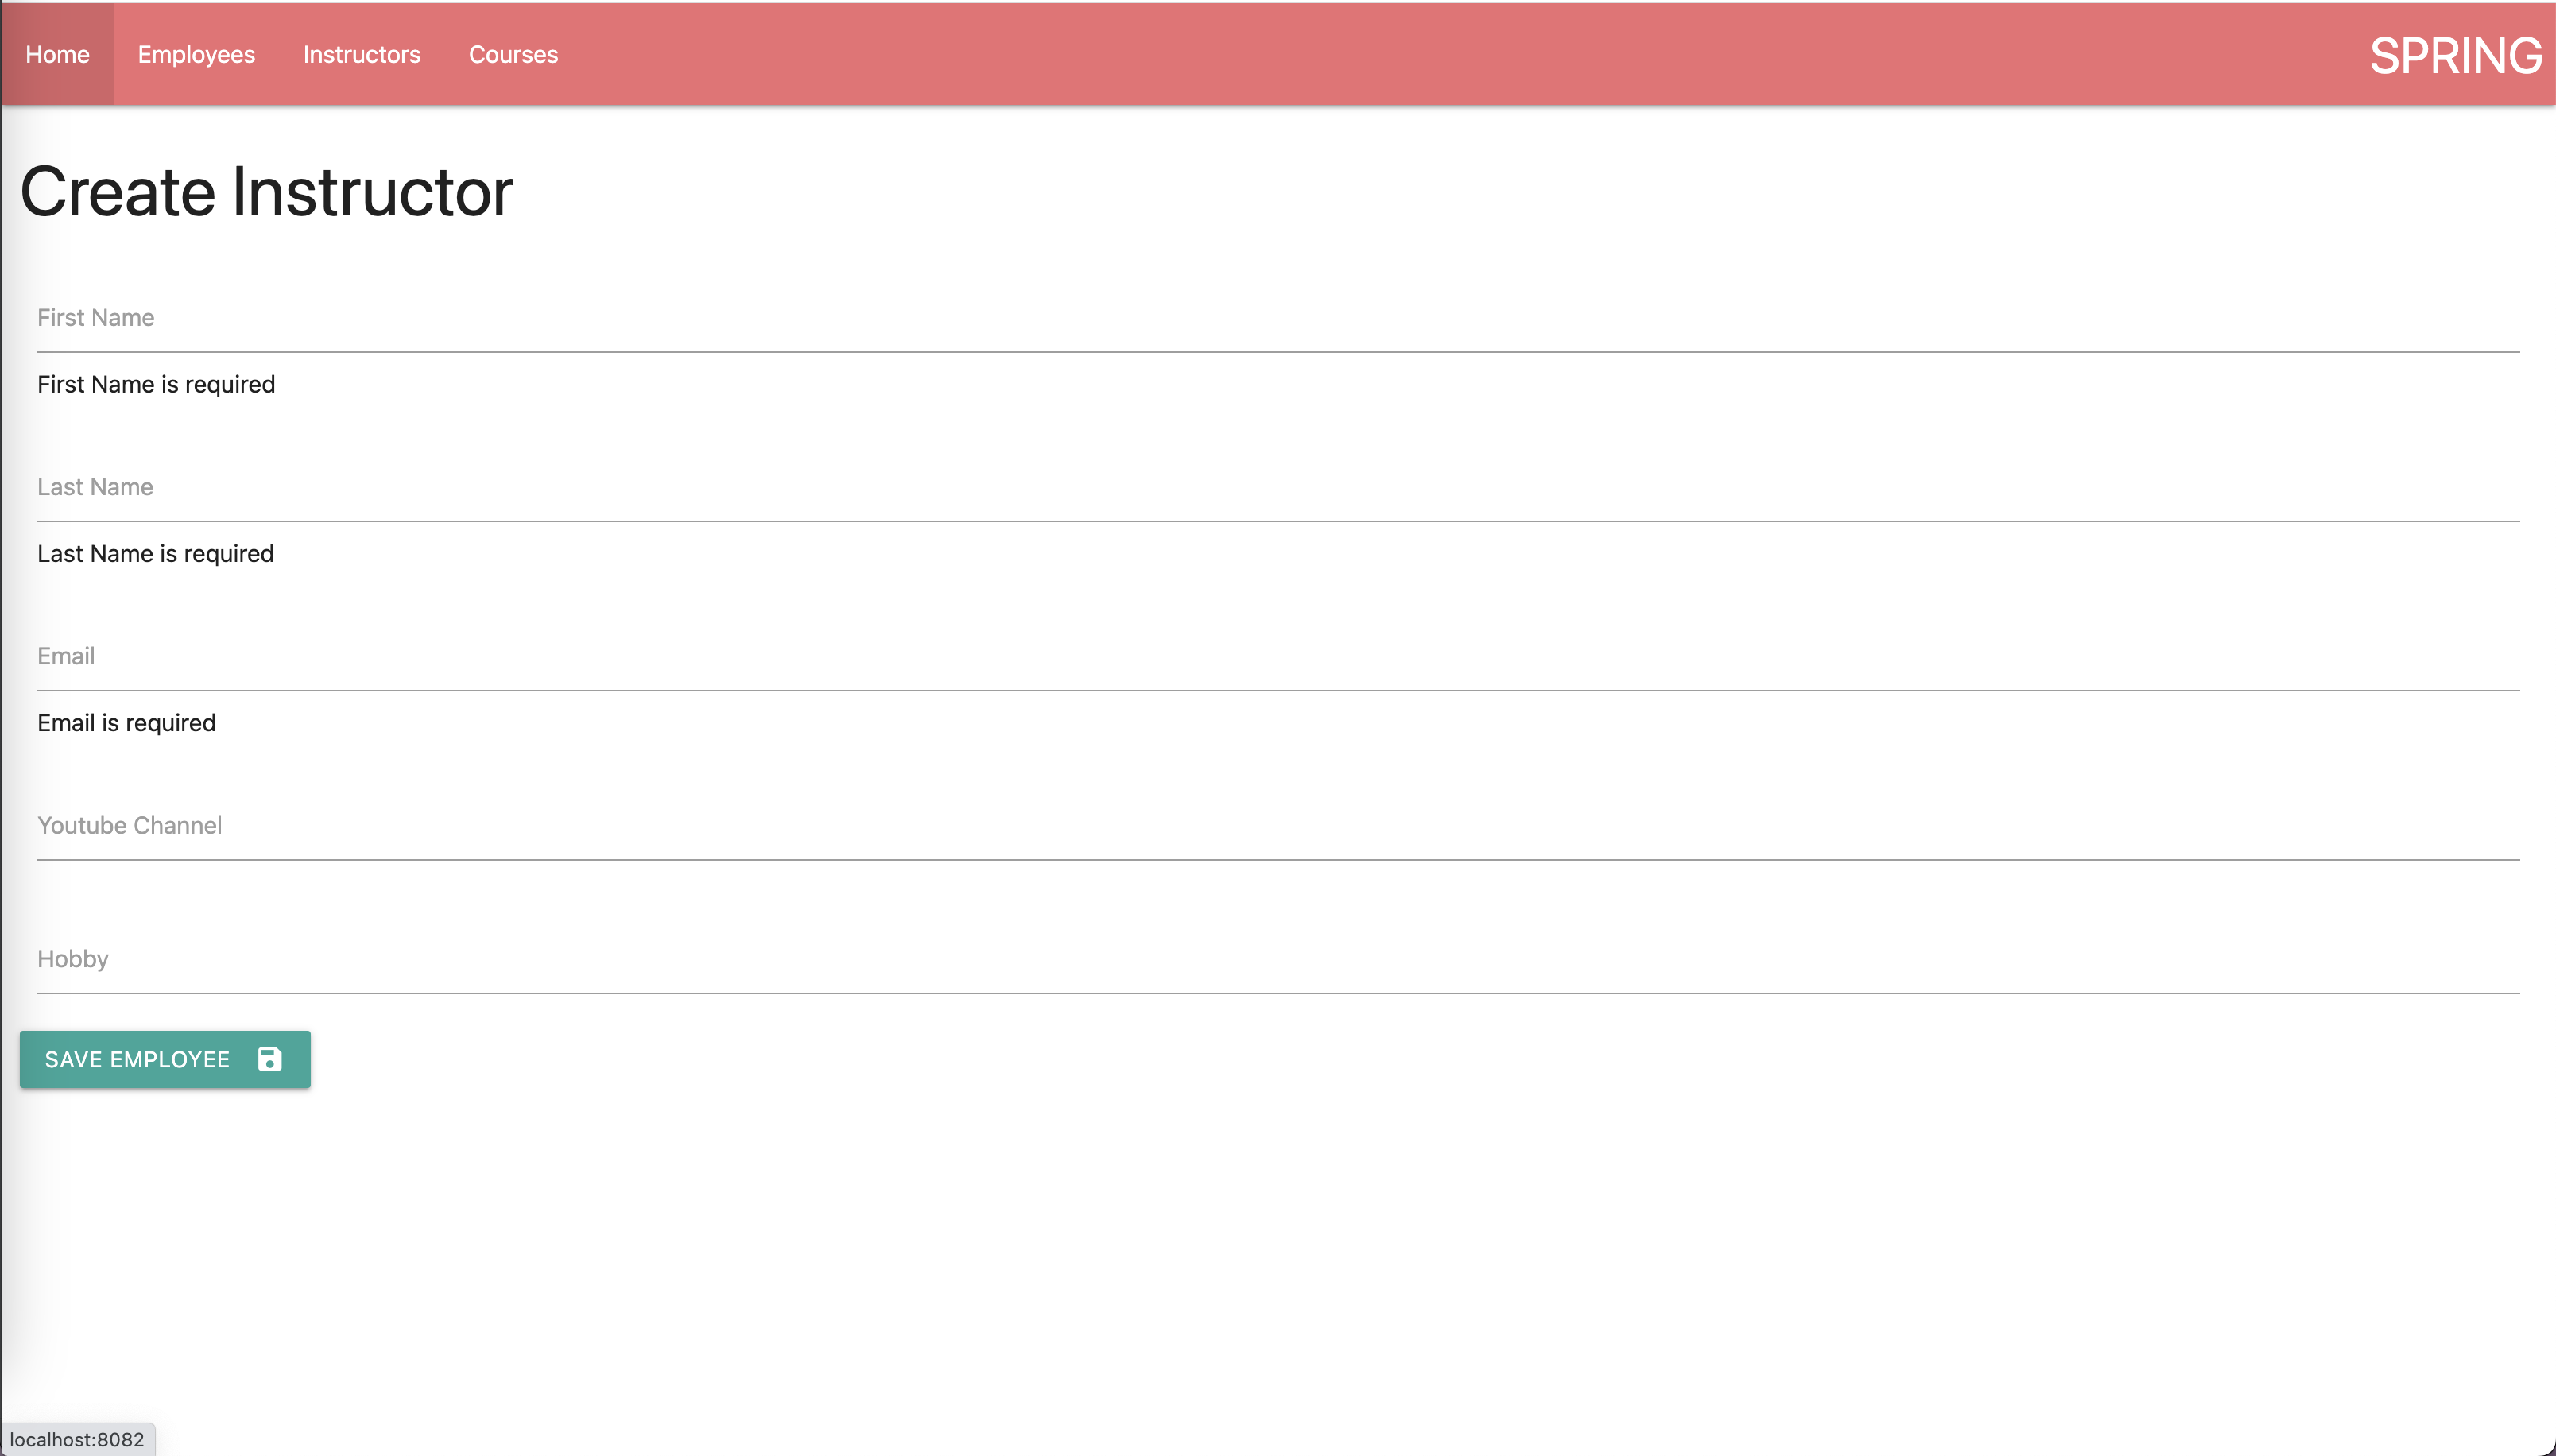 Home Employees Instructors Courses SPRING
Create Instructor
First Name
First Name is required
Last Name
Last Name is required
Email
Email is required
Youtube Channel
Hobby
SAVE EMPLOYEE
localhost:8082